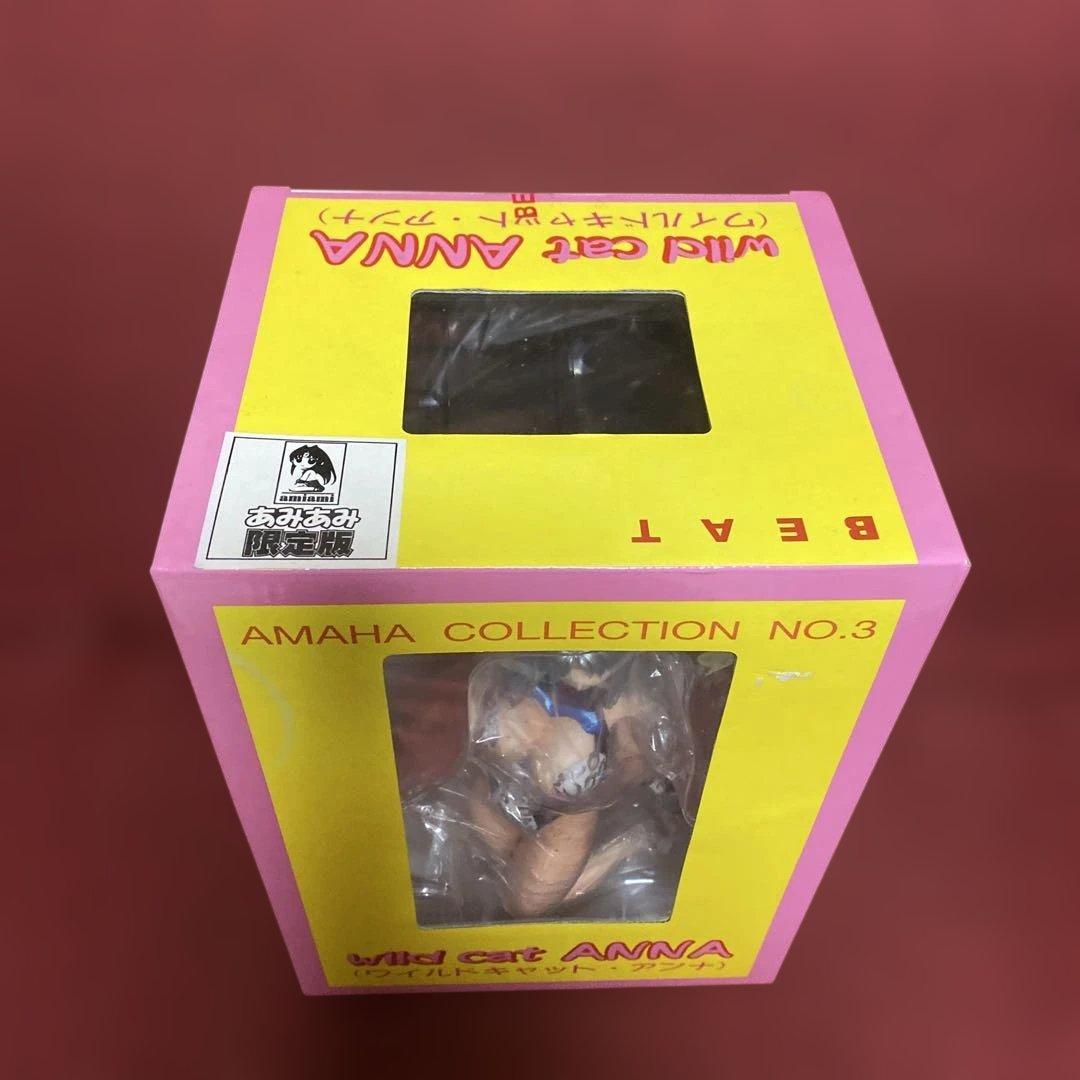 (ワイルドキャット・アンナ)
wild cat ANNA
BEAT
amiami
あみあみ
限定版
AMAHA COLLECTION NO.3
wild cat ANNA
(ワイルドキャット・アンナ)